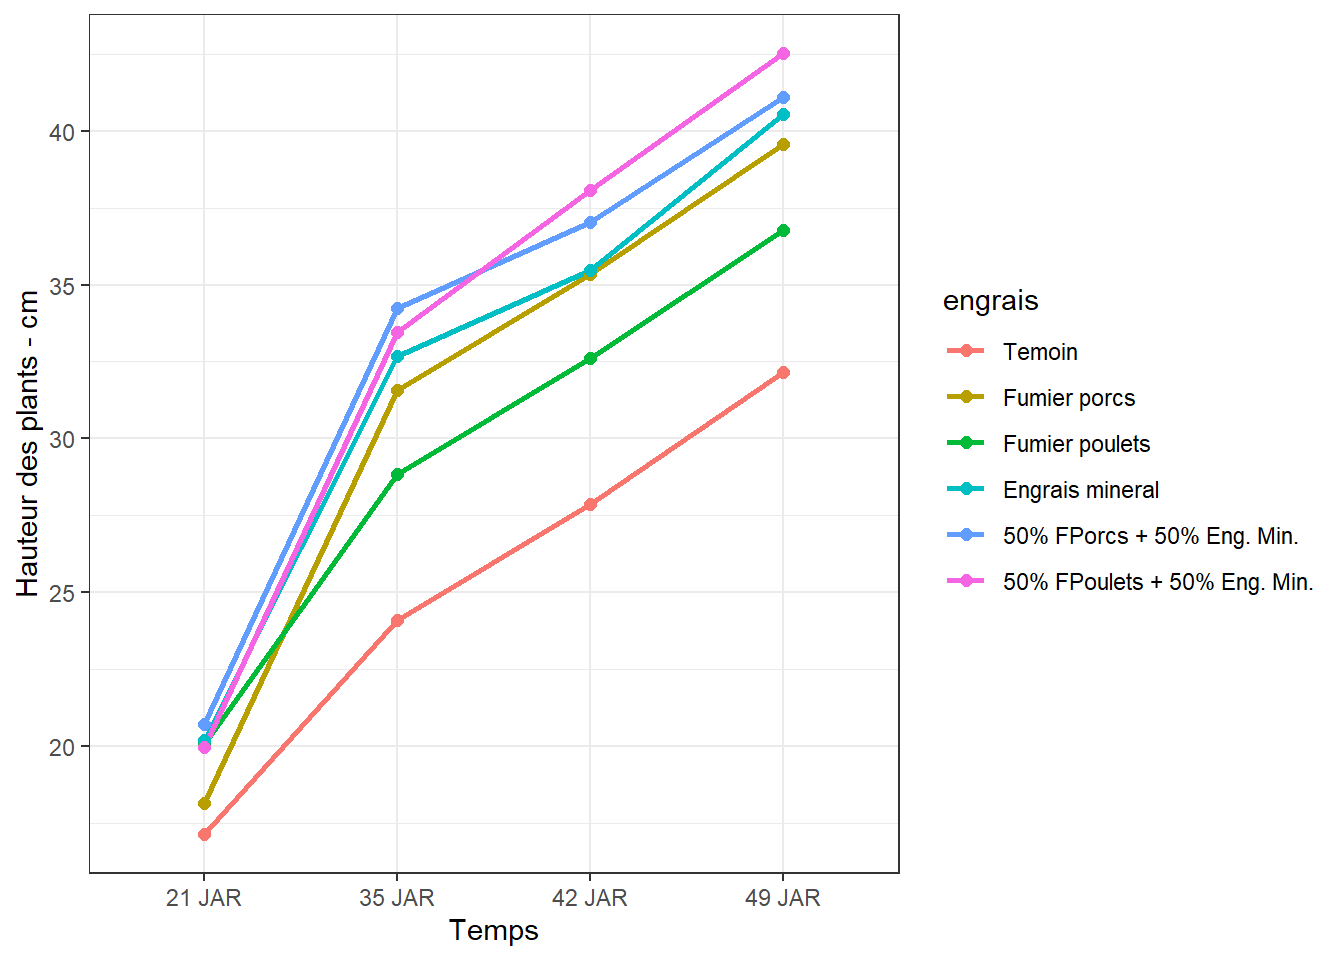 Hauteur des plants - cm
40
35
30
25
20
21 JAR
35 JAR
42 JAR
49 JAR
Temps
engrais
Temoin
Fumier porcs
Fumier poulets
Engrais mineral
50% FPorcs + 50% Eng. Min.
50% FPoulets + 50% Eng. Min.